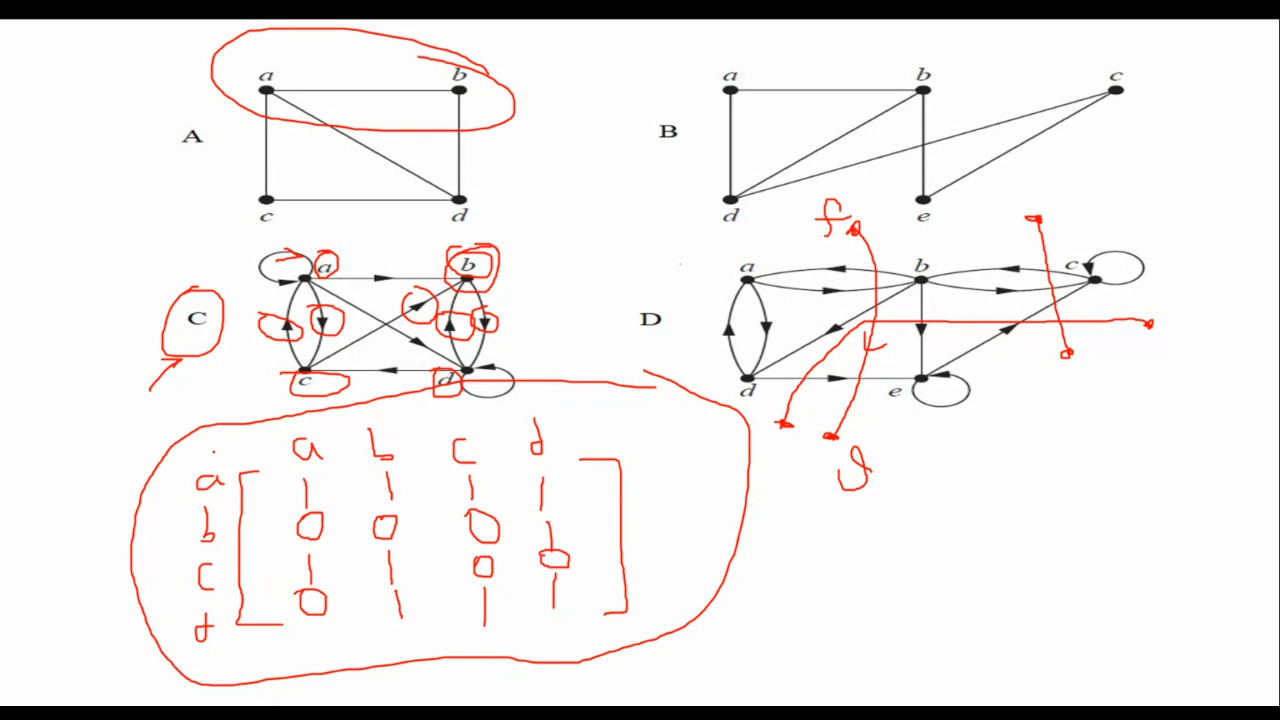 a b
A
c d
a b c
B
d e
a b
C
c d
f
a b c
D
d e
a b c d
a 1 1 1 1
b 0 0 0 1
c 1 1 0 0
d 0 1 1 1